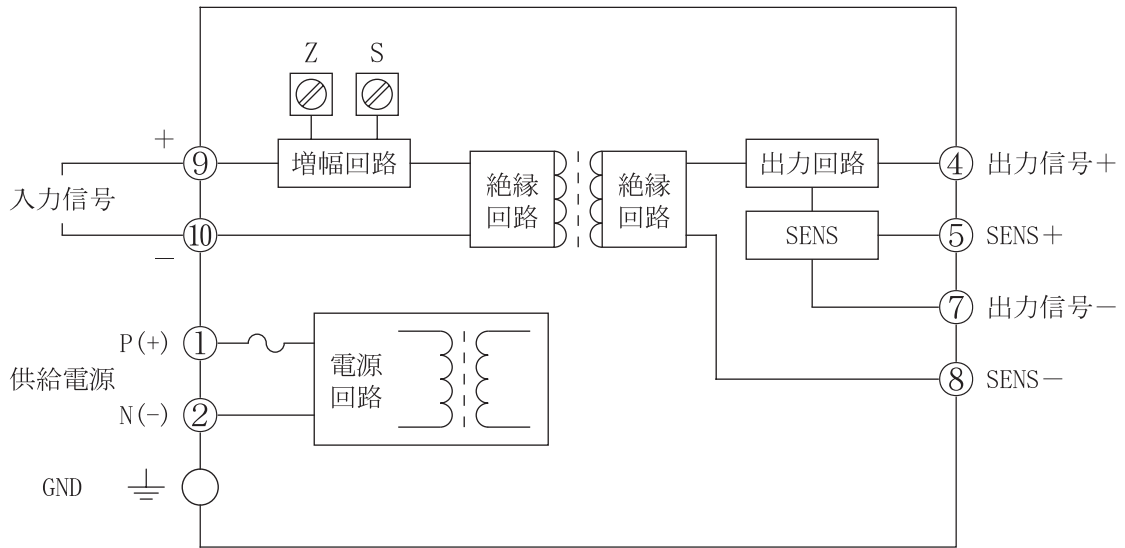 Z S
+
⑨ 増幅回路 出力回路 ④ 出力信号＋
絶縁
回路
絶縁
回路
入力信号
⑩ SENS ⑤ SENS＋
−
⑦ 出力信号−
P(+) ①
電源
回路
供給電源
⑧ SENS−
N(-) ②
GND